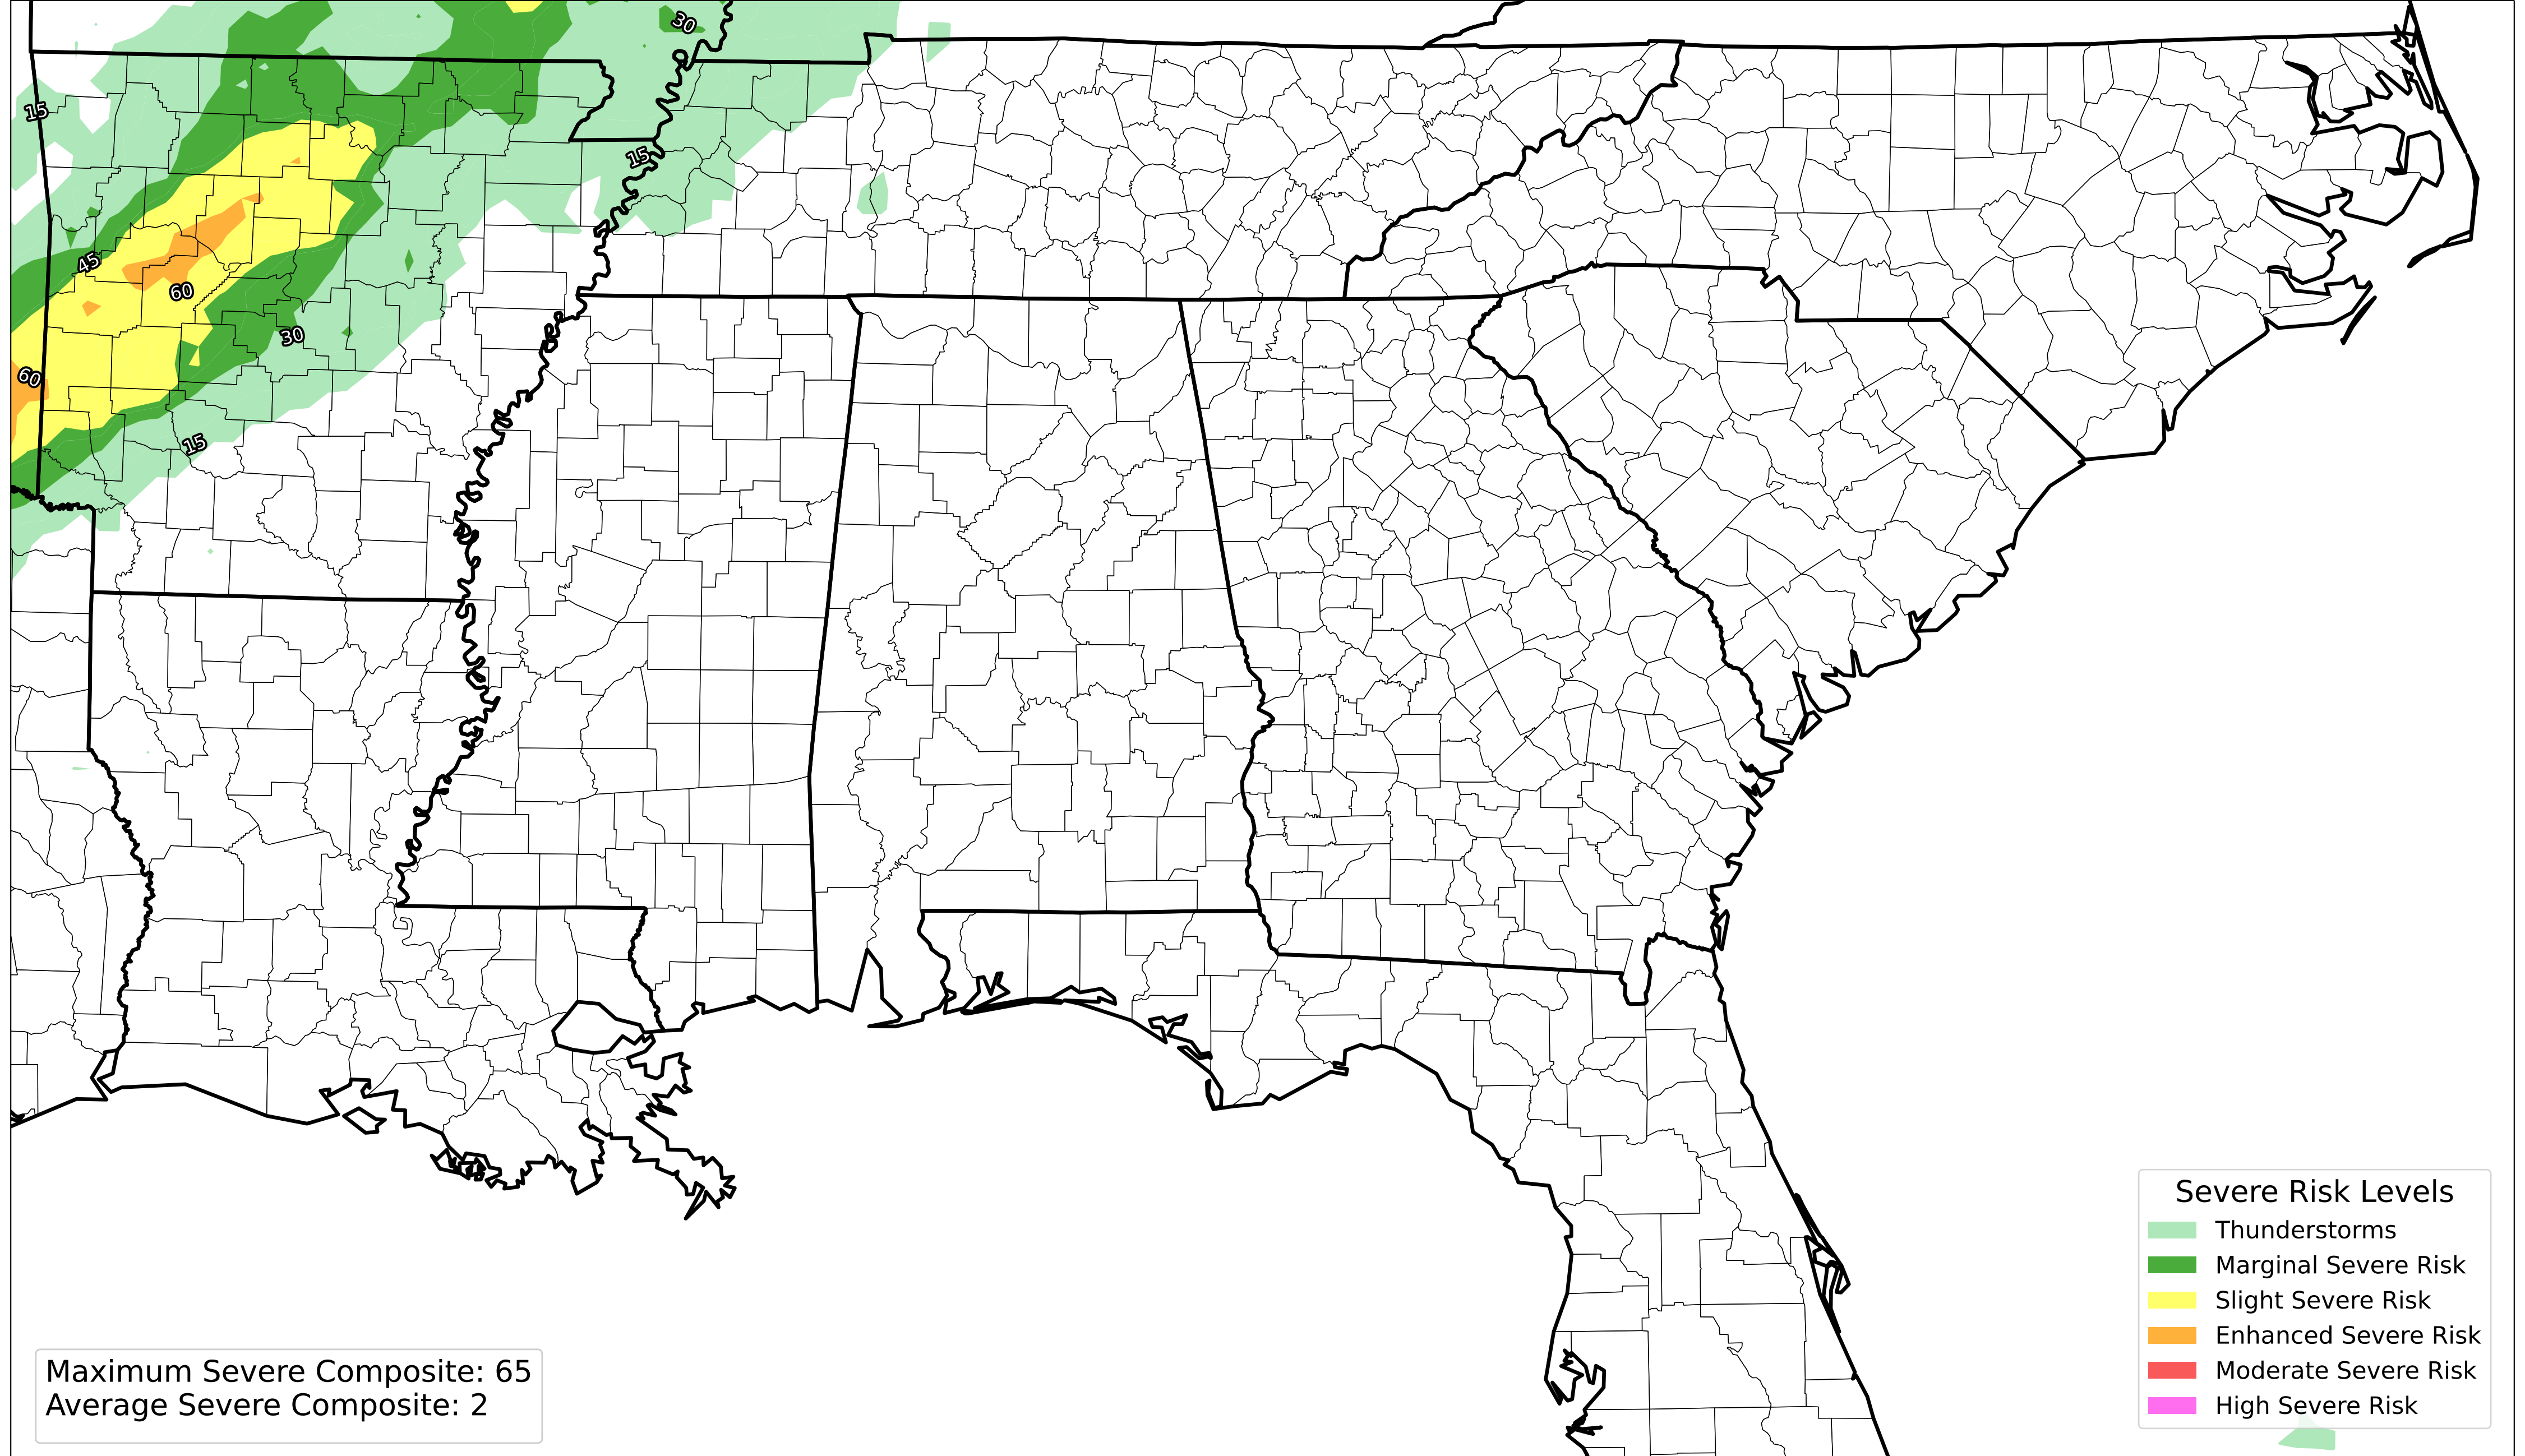 30
15
15
45
60
30
60
15
Severe Risk Levels
Thunderstorms
Marginal Severe Risk
Slight Severe Risk
Enhanced Severe Risk
Moderate Severe Risk
High Severe Risk
Maximum Severe Composite: 65
Average Severe Composite: 2